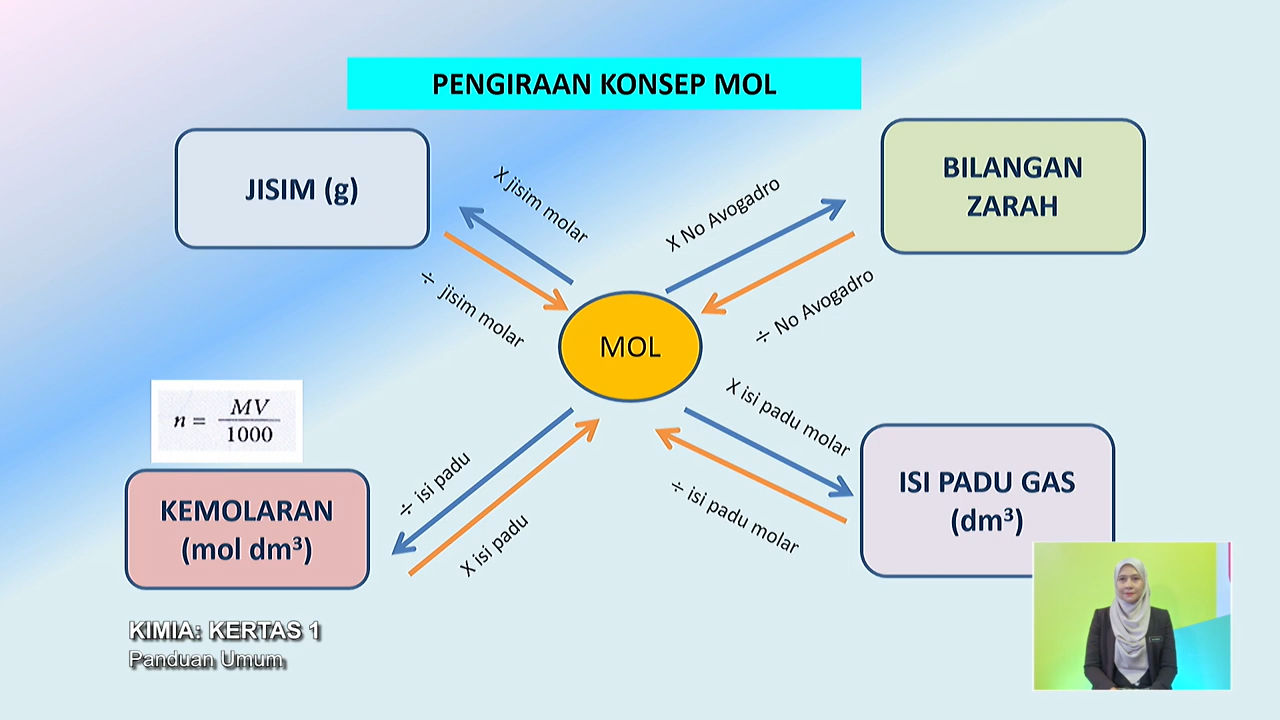 PENGIRAAN KONSEP MOL
JISIM (g)
BILANGAN
ZARAH
X jisim molar
÷ jisim molar
X No Avogadro
÷ No Avogadro
MOL
n = MV
1000
KEMOLARAN
(mol dm³)
÷ isi padu
X isi padu
X isi padu molar
÷ isi padu molar
ISI PADU GAS
(dm³)
KIMIA: KERTAS 1
Panduan Umum